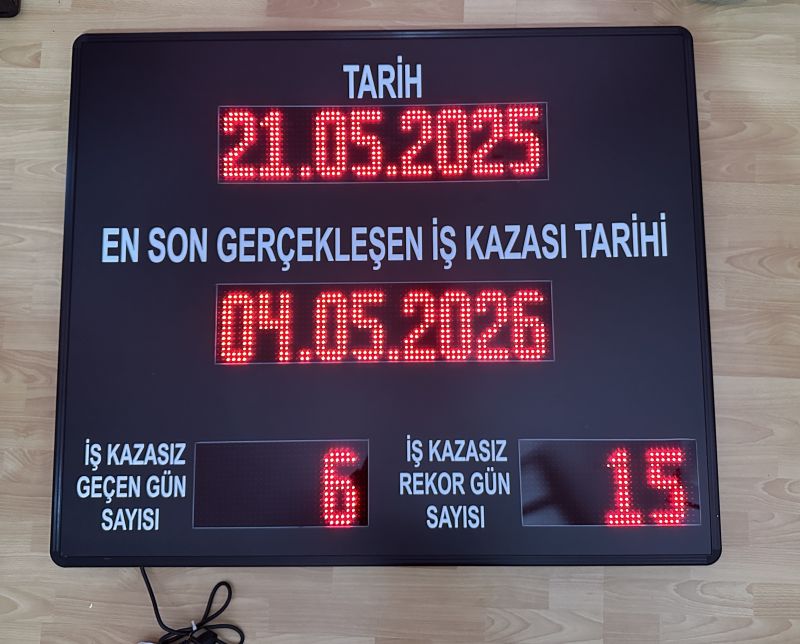 TARİH
21.05.2025
EN SON GERÇEKLEŞEN İŞ KAZASI TARİHİ
04.05.2026
İŞ KAZASIZ
GEÇEN GÜN
SAYISI
6
İŞ KAZASIZ
REKOR GÜN
SAYISI
15